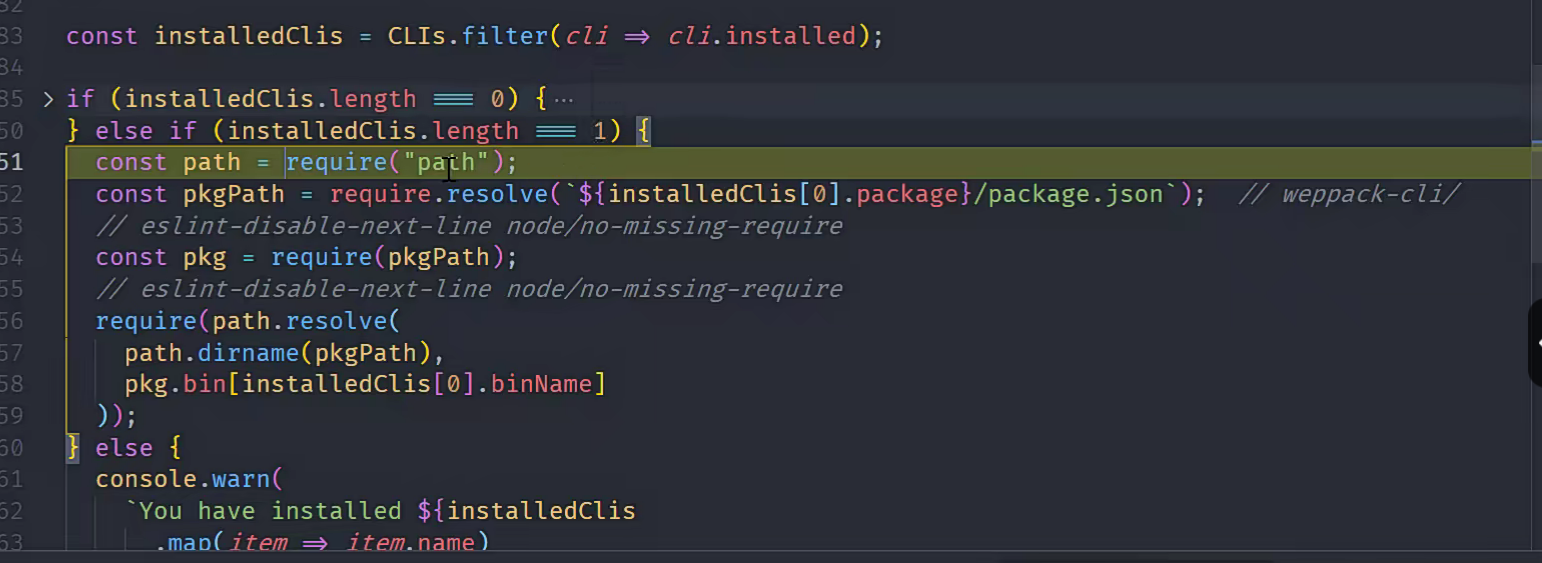 82
83 const installedClis = CLIs.filter(cli => cli.installed);
84
85 > if (installedClis.length === 0) { ···
50 } else if (installedClis.length === 1) {
51 const path = require("path");
52 const pkgPath = require.resolve(`${installedClis[0].package}/package.json`);  // weppack-cli/
53 // eslint-disable-next-line node/no-missing-require
54 const pkg = require(pkgPath);
55 // eslint-disable-next-line node/no-missing-require
56 require(path.resolve(
57 path.dirname(pkgPath),
58 pkg.bin[installedClis[0].binName]
59 ));
60 } else {
61 console.warn(
62 `You have installed ${installedClis
63 .map(item => item.name)